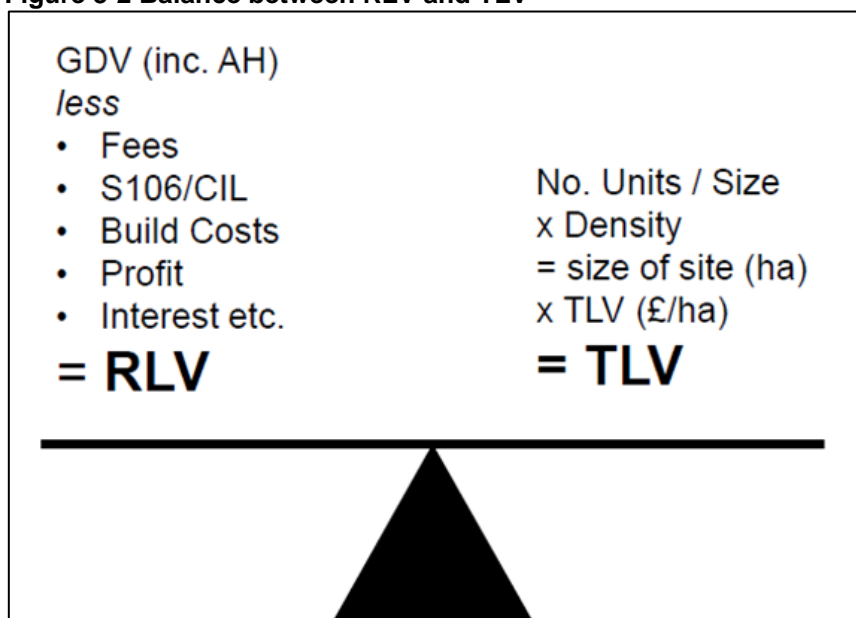 Figure 3-2 Balance between RLV and TLV
GDV (inc. AH)
less
• Fees
• S106/CIL
• Build Costs
• Profit
• Interest etc.
= RLV
No. Units / Size
x Density
= size of site (ha)
x TLV (£/ha)
= TLV